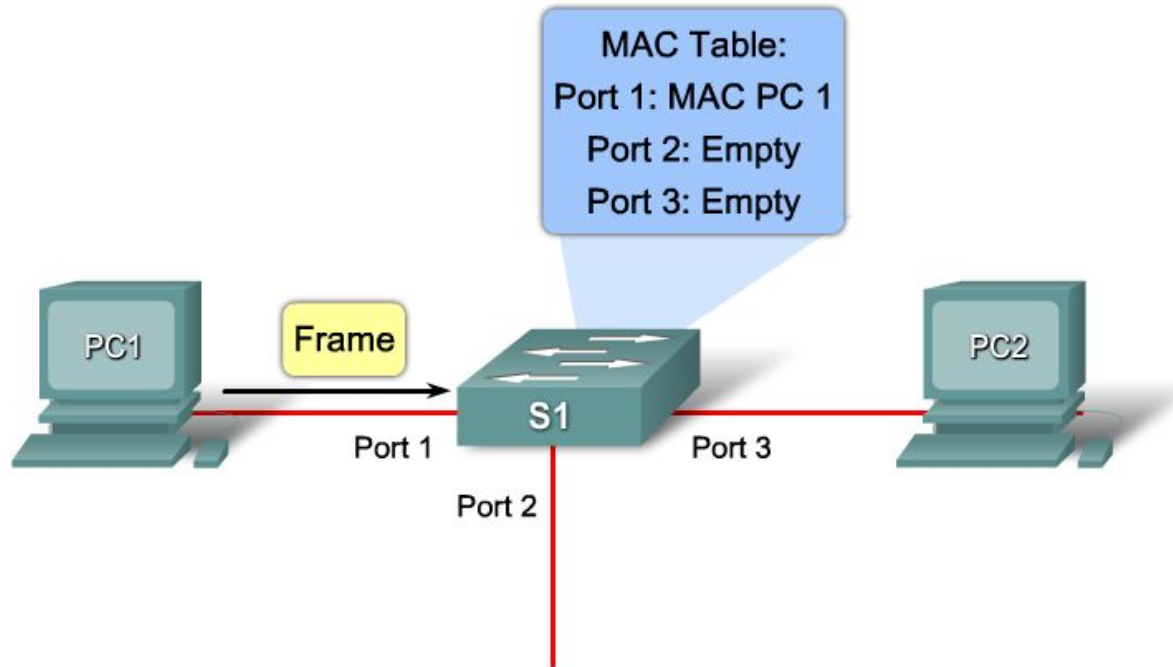 MAC Table:
Port 1: MAC PC 1
Port 2: Empty
Port 3: Empty
PC1
Frame
PC2
S1
Port 1
Port 3
Port 2